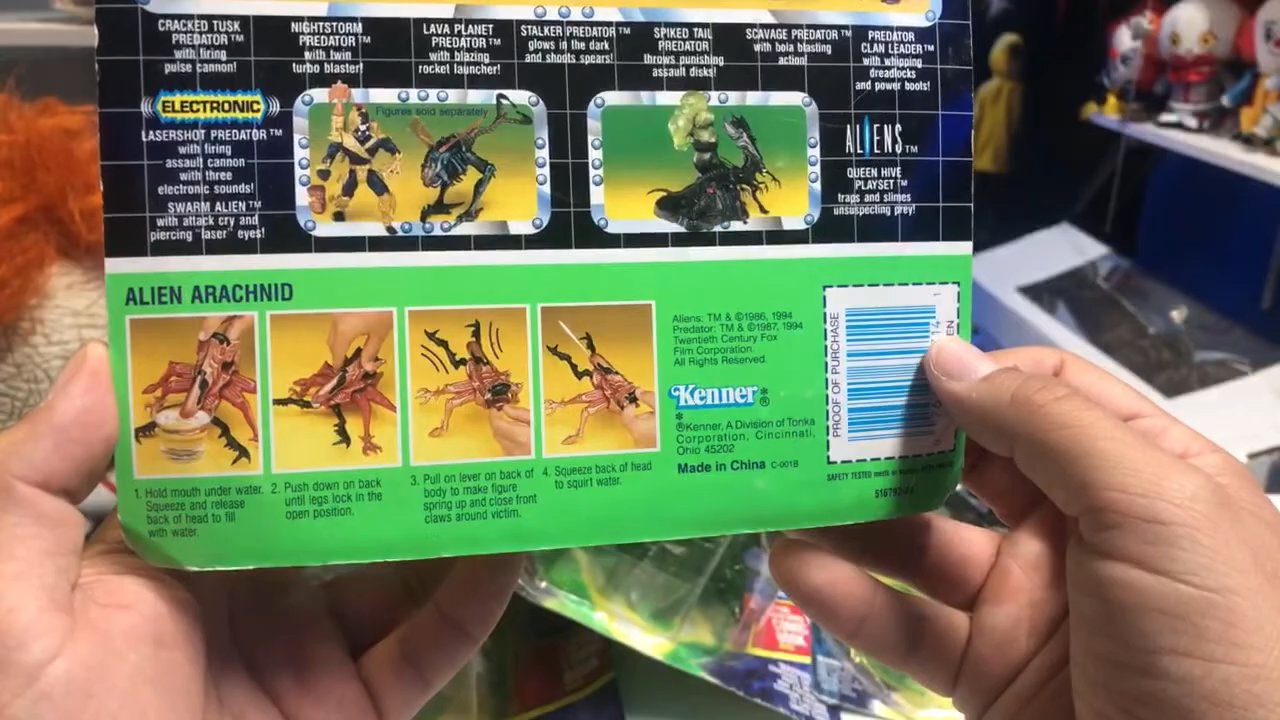 CRACKED TUSK
PREDATOR™
with firing
pulse cannon!
NIGHTSTORM
PREDATOR™
with twin
turbo blaster!
LAVA PLANET
PREDATOR™
with blazing
rocket launcher!
STALKER PREDATOR™
glows in the dark
and shoots spears!
SPIKED TAIL
PREDATOR
throws punishing
assault disks!
SCAVAGE PREDATOR™
with bola blasting
action!
PREDATOR
CLAN LEADER™
with whipping
dreadlocks
and power boots!
ELECTRONIC
LASERSHOT PREDATOR™
with firing
assault cannon
with three
electronic sounds!
SWARM ALIEN™
with attack cry and
piercing "laser" eyes!
Figures sold separately
ALIENS™
QUEEN HIVE
PLAYSET™
traps and slimes
unsuspecting prey!
ALIEN ARACHNID
1. Hold mouth under water.
Squeeze and release
back of head to fill
with water.
2. Push down on back
until legs lock in the
open position.
3. Pull on lever on back of
body to make figure
spring up and close front
claws around victim.
4. Squeeze back of head
to squirt water.
Aliens: TM & ©1986, 1994
Predator: TM & ©1987, 1994
Twentieth Century Fox
Film Corporation.
All Rights Reserved.
Kenner®
®Kenner, A Division of Tonka
Corporation, Cincinnati,
Ohio 45202
Made in China C-001B
PROOF OF PURCHASE
SAFETY TESTED